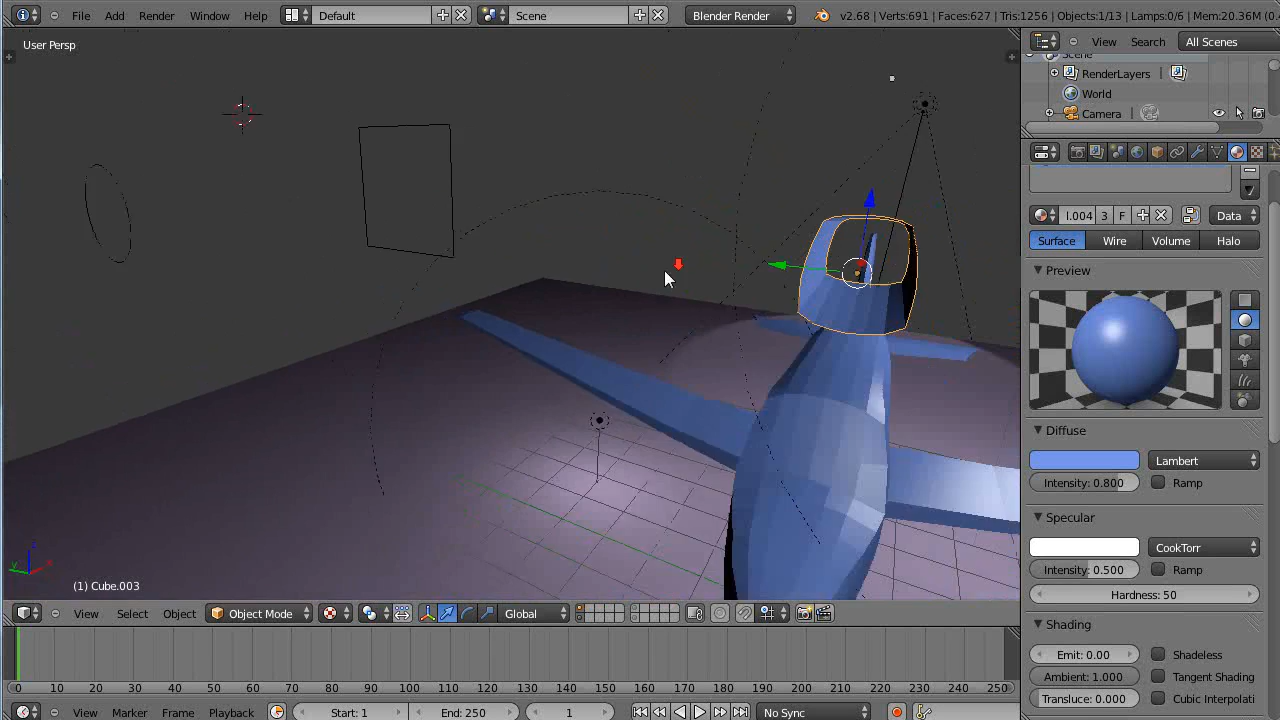 File Add Render Window Help Default Scene Blender Render v2.68 | Verts:691 | Faces:627 | Tris:1256 | Objects:1/13 | Lamps:0/6 | Mem:20.36M
User Persp
View Search All Scenes
Scene
RenderLayers |
World
Camera |
I.004 3 F Data
Surface Wire Volume Halo
Preview
Diffuse
Lambert
Intensity: 0.800 Ramp
Specular
CookTorr
Intensity: 0.500 Ramp
Hardness: 50
Shading
Emit: 0.00 Shadeless
Ambient: 1.000 Tangent Shading
Transluce: 0.000 Cubic Interpolati
z
y x
(1) Cube.003
View Select Object Object Mode Global
0 10 20 30 40 50 60 70 80 90 100 110 120 130 140 150 160 170 180 190 200 210 220 230 240 250
View Marker Frame Playback Start: 1 End: 250 1 No Sync